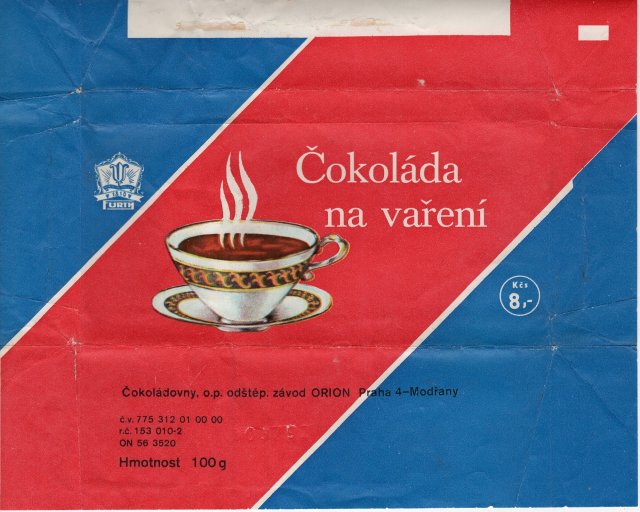 Čokoláda
na vaření
FÜRTH
Kčs
8,-
Čokoládovny, o.p. odštěp. závod ORION Praha 4–Modřany
č.v. 775 312 01 00 00
r.č. 153 010-2
ON 56 3520
Hmotnost 100 g